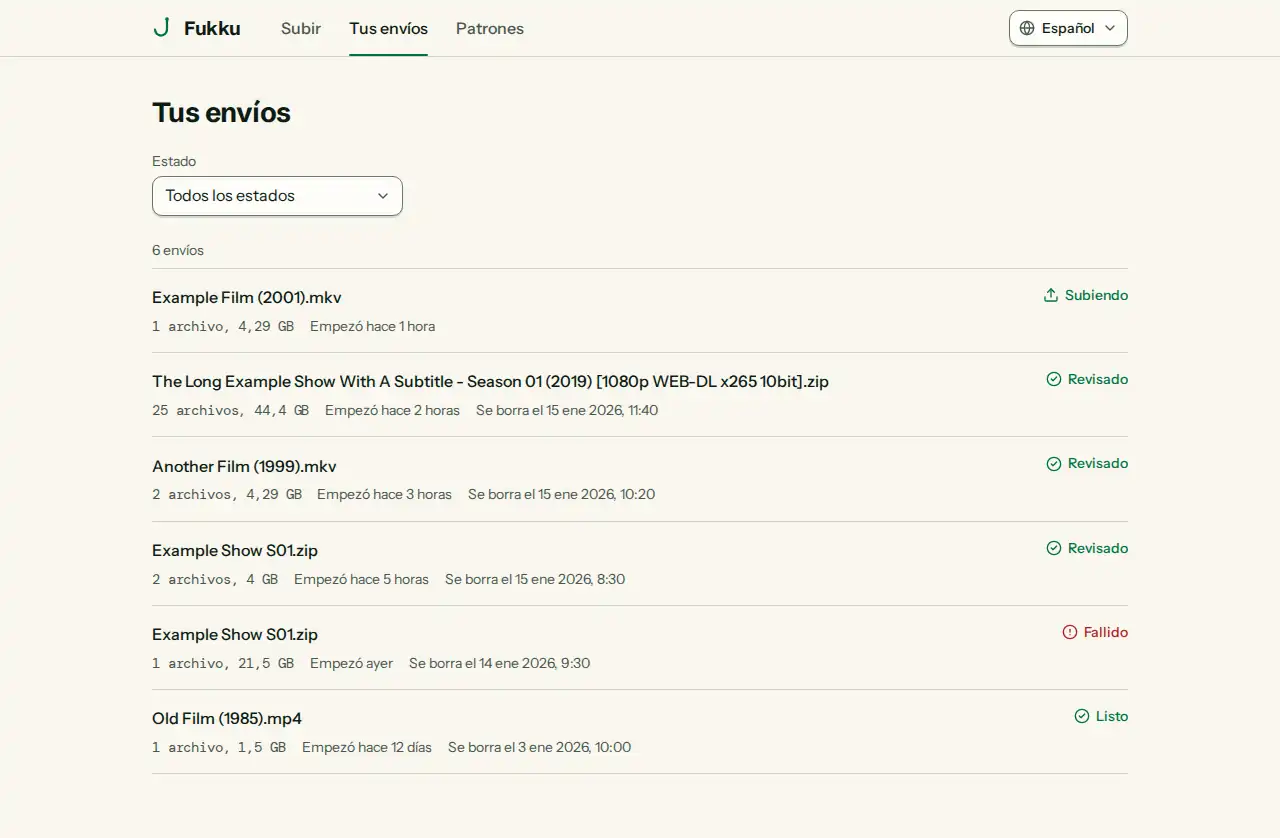 Fukku Subir Tus envíos Patrones Español
Tus envíos
Estado
Todos los estados
6 envíos
Example Film (2001).mkv Subiendo
1 archivo, 4,29 GB Empezó hace 1 hora
The Long Example Show With A Subtitle - Season 01 (2019) [1080p WEB-DL x265 10bit].zip Revisado
25 archivos, 44,4 GB Empezó hace 2 horas Se borra el 15 ene 2026, 11:40
Another Film (1999).mkv Revisado
2 archivos, 4,29 GB Empezó hace 3 horas Se borra el 15 ene 2026, 10:20
Example Show S01.zip Revisado
2 archivos, 4 GB Empezó hace 5 horas Se borra el 15 ene 2026, 8:30
Example Show S01.zip Fallido
1 archivo, 21,5 GB Empezó ayer Se borra el 14 ene 2026, 9:30
Old Film (1985).mp4 Listo
1 archivo, 1,5 GB Empezó hace 12 días Se borra el 3 ene 2026, 10:00